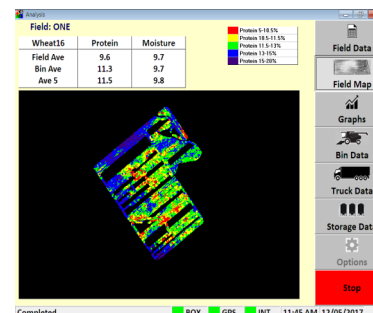 Analysis
Field: ONE
Wheat16 Protein Moisture
Field Ave 9.6 9.7
Bin Ave 11.3 9.7
Ave 5 11.5 9.8
Protein 5-10.5%
Protein 10.5-11.5%
Protein 11.5-13%
Protein 13-15%
Protein 15-20%
Field Data
Field Map
Graphs
Bin Data
Truck Data
Storage Dat
Options
Stop
Completed BOX GPS INT 11:45 AM 12/05/2017